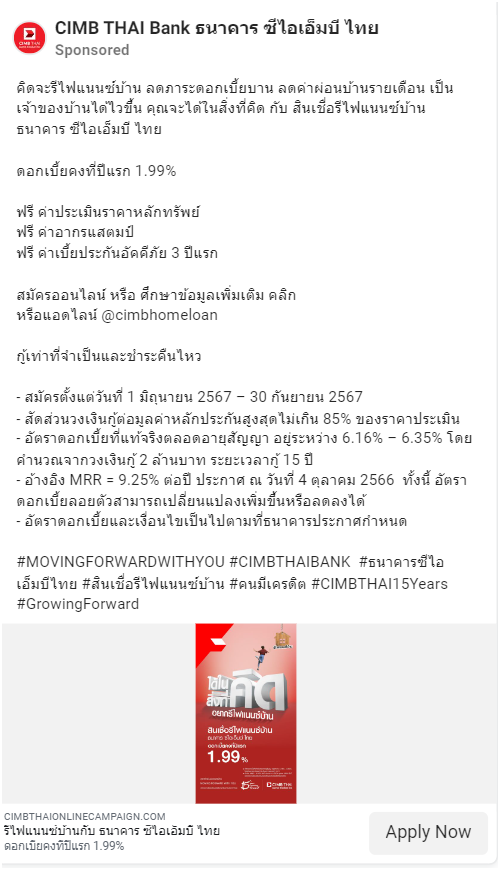 CIMB THAI Bank ธนาคาร ซีไอเอ็มบี ไทย
Sponsored
CIMB THAI
คิดจะรีไฟแนนซ์บ้าน ลดภาระดอกเบี้ยบาน ลดค่าผ่อนบ้านรายเดือน เป็น
เจ้าของบ้านได้ไวขึ้น คุณจะได้ในสิ่งที่คิด กับ สินเชื่อรีไฟแนนซ์บ้าน
ธนาคาร ซีไอเอ็มบี ไทย
ดอกเบี้ยคงที่ปีแรก 1.99%
ฟรี ค่าประเมินราคาหลักทรัพย์
ฟรี ค่าอากรแสตมป์
ฟรี ค่าเบี้ยประกันอัคคีภัย 3 ปีแรก
สมัครออนไลน์ หรือ ศึกษาข้อมูลเพิ่มเติม คลิก
หรือแอดไลน์ @cimbhomeloan
กู้เท่าที่จำเป็นและชำระคืนไหว
- สมัครตั้งแต่วันที่ 1 มิถุนายน 2567 – 30 กันยายน 2567
- สัดส่วนวงเงินกู้ต่อมูลค่าหลักประกันสูงสุดไม่เกิน 85% ของราคาประเมิน
- อัตราดอกเบี้ยที่แท้จริงตลอดอายุสัญญา อยู่ระหว่าง 6.16% – 6.35% โดย
คำนวณจากวงเงินกู้ 2 ล้านบาท ระยะเวลากู้ 15 ปี
- อ้างอิง MRR = 9.25% ต่อปี ประกาศ ณ วันที่ 4 ตุลาคม 2566 ทั้งนี้ อัตรา
ดอกเบี้ยลอยตัวสามารถเปลี่ยนแปลงเพิ่มขึ้นหรือลดลงได้
- อัตราดอกเบี้ยและเงื่อนไขเป็นไปตามที่ธนาคารประกาศกำหนด
#MOVINGFORWARDWITHYOU #CIMBTHAIBANK #ธนาคารซีไอ
เอ็มบีไทย #สินเชื่อรีไฟแนนซ์บ้าน #คนมีเครดิต #CIMBTHAI15Years
#GrowingForward
ได้ใน
สิ่งที่คิด
อยากรีไฟแนนซ์บ้าน
สินเชื่อรีไฟแนนซ์บ้าน
ธนาคาร ซีไอเอ็มบี ไทย
ดอกเบี้ยคงที่ปีแรก
1.99%
CIMB THAI
CIMBTHAIONLINECAMPAIGN.COM
รีไฟแนนซ์บ้านกับ ธนาคาร ซีไอเอ็มบี ไทย
ดอกเบี้ยคงที่ปีแรก 1.99%
Apply Now